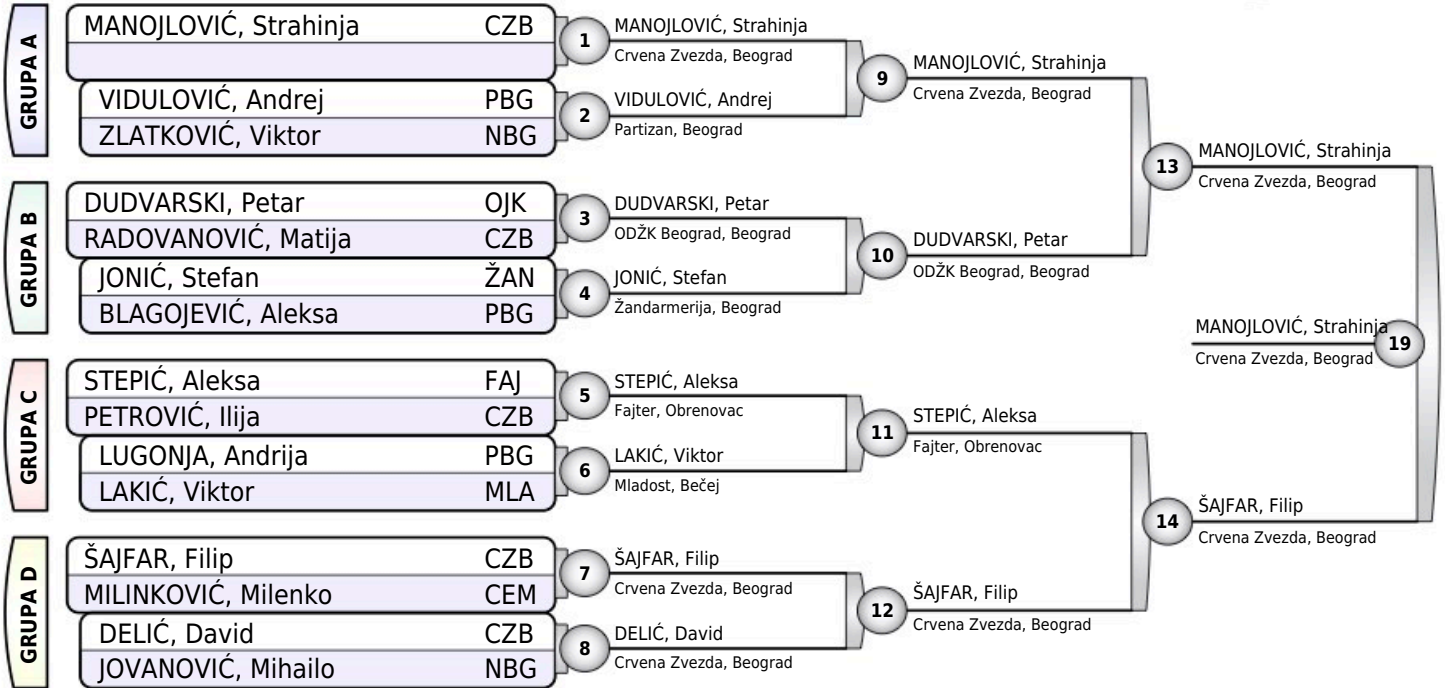 GRUPA A
MANOJLOVIĆ, Strahinja CZB
VIDULOVIĆ, Andrej PBG
ZLATKOVIĆ, Viktor NBG
GRUPA B
DUDVARSKI, Petar OJK
RADOVANOVIĆ, Matija CZB
JONIĆ, Stefan ŽAN
BLAGOJEVIĆ, Aleksa PBG
GRUPA C
STEPIĆ, Aleksa FAJ
PETROVIĆ, Ilija CZB
LUGONJA, Andrija PBG
LAKIĆ, Viktor MLA
GRUPA D
ŠAJFAR, Filip CZB
MILINKOVIĆ, Milenko CEM
DELIĆ, David CZB
JOVANOVIĆ, Mihailo NBG
1
MANOJLOVIĆ, Strahinja
Crvena Zvezda, Beograd
2
VIDULOVIĆ, Andrej
Partizan, Beograd
3
DUDVARSKI, Petar
ODŽK Beograd, Beograd
4
JONIĆ, Stefan
Žandarmerija, Beograd
5
STEPIĆ, Aleksa
Fajter, Obrenovac
6
LAKIĆ, Viktor
Mladost, Bečej
7
ŠAJFAR, Filip
Crvena Zvezda, Beograd
8
DELIĆ, David
Crvena Zvezda, Beograd
9
MANOJLOVIĆ, Strahinja
Crvena Zvezda, Beograd
10
DUDVARSKI, Petar
ODŽK Beograd, Beograd
11
STEPIĆ, Aleksa
Fajter, Obrenovac
12
ŠAJFAR, Filip
Crvena Zvezda, Beograd
13
MANOJLOVIĆ, Strahinja
Crvena Zvezda, Beograd
14
ŠAJFAR, Filip
Crvena Zvezda, Beograd
MANOJLOVIĆ, Strahinja
Crvena Zvezda, Beograd
19